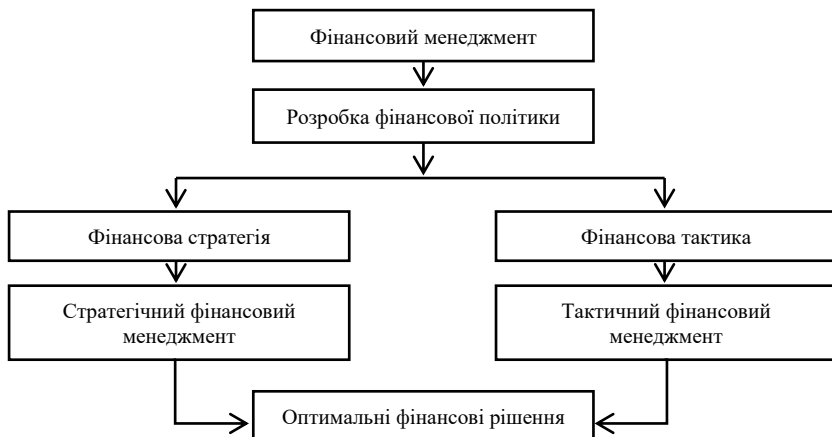 Фінансовий менеджмент
Розробка фінансової політики
Фінансова стратегія
Фінансова тактика
Стратегічний фінансовий
менеджмент
Тактичний фінансовий
менеджмент
Оптимальні фінансові рішення